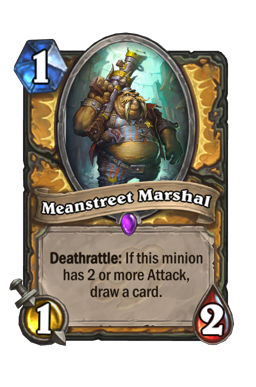 1
Meanstreet Marshal
Deathrattle: If this minion
has 2 or more Attack,
draw a card.
1
2